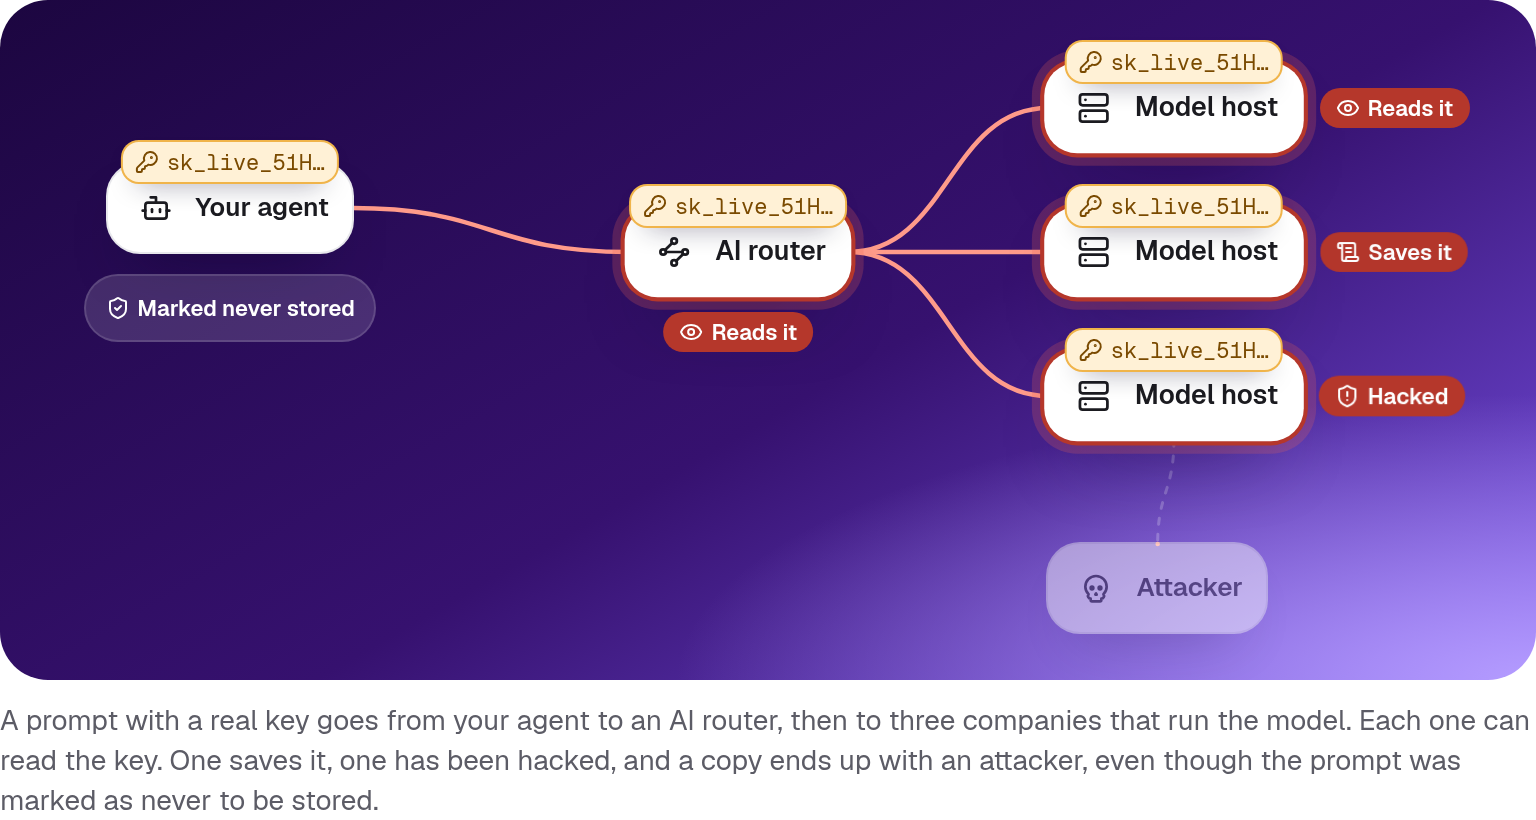 sk_live_51H…
Your agent
Marked never stored
sk_live_51H…
AI router
Reads it
sk_live_51H…
Model host
Reads it
sk_live_51H…
Model host
Saves it
sk_live_51H…
Model host
Hacked
Attacker
A prompt with a real key goes from your agent to an AI router, then to three companies that run the model. Each one can
read the key. One saves it, one has been hacked, and a copy ends up with an attacker, even though the prompt was
marked as never to be stored.